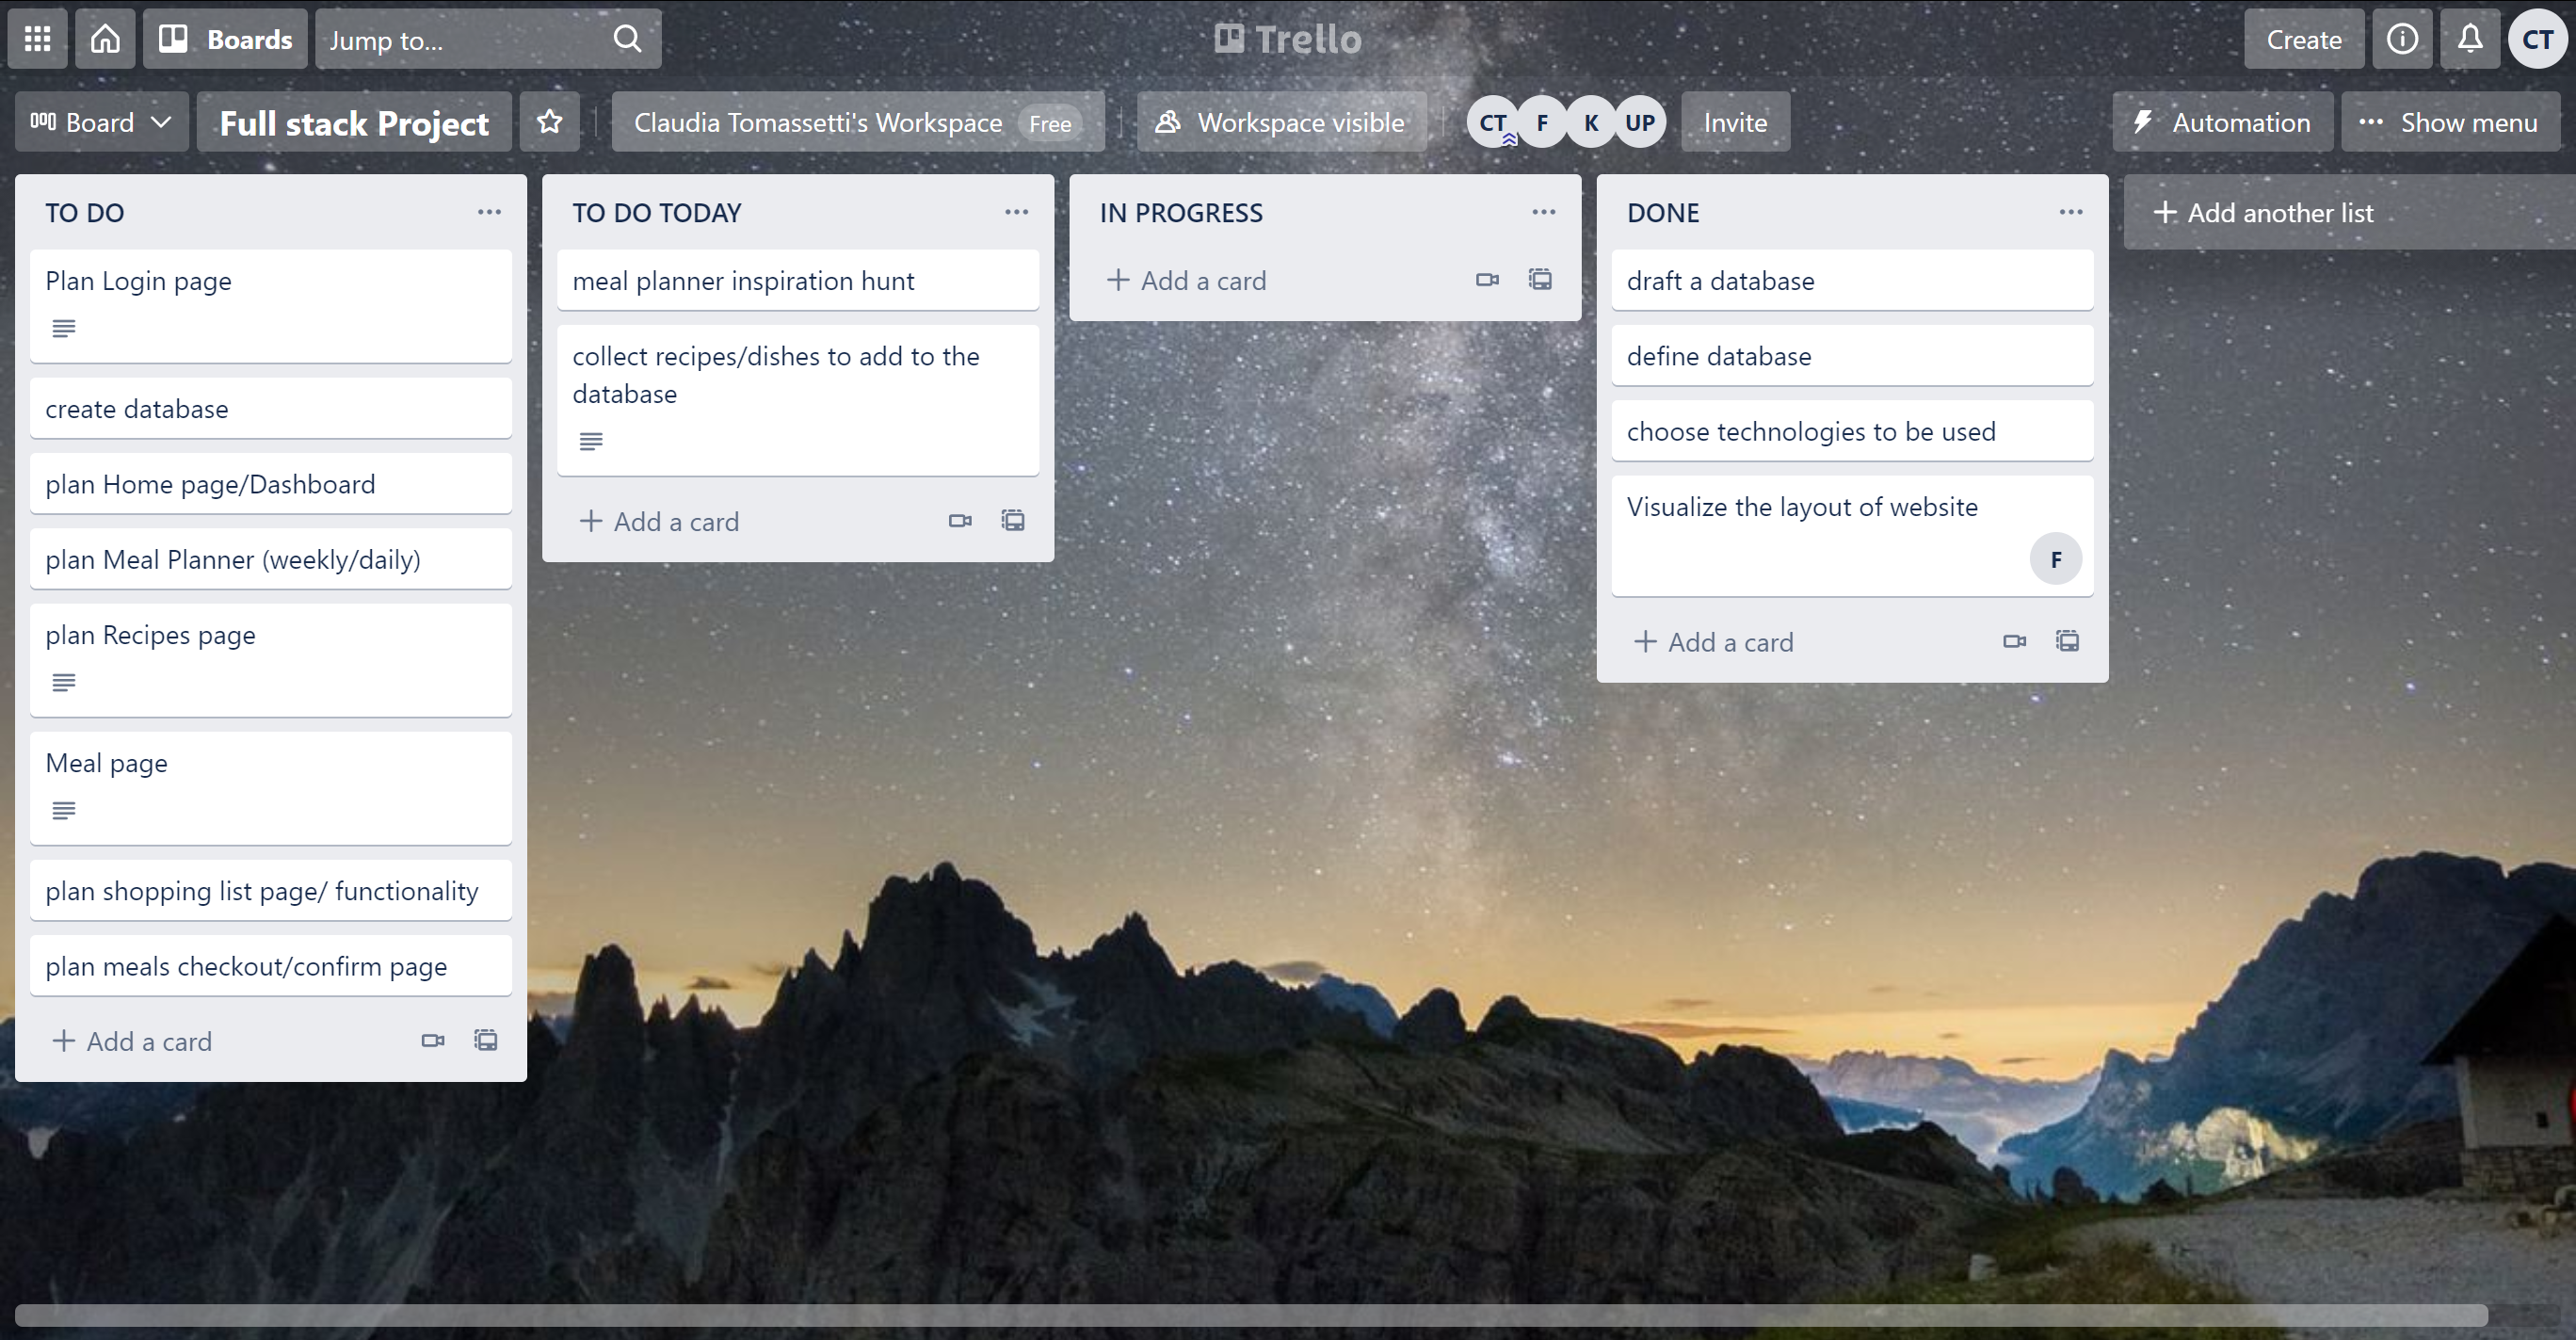 Boards
Jump to...
Trello
Create
CT
Board
Full stack Project
Claudia Tomassetti's Workspace Free
Workspace visible
CT F K UP
Invite
Automation
Show menu
TO DO
Plan Login page
create database
plan Home page/Dashboard
plan Meal Planner (weekly/daily)
plan Recipes page
Meal page
plan shopping list page/ functionality
plan meals checkout/confirm page
Add a card
TO DO TODAY
meal planner inspiration hunt
collect recipes/dishes to add to the
database
Add a card
IN PROGRESS
Add a card
DONE
draft a database
define database
choose technologies to be used
Visualize the layout of website
F
Add a card
Add another list